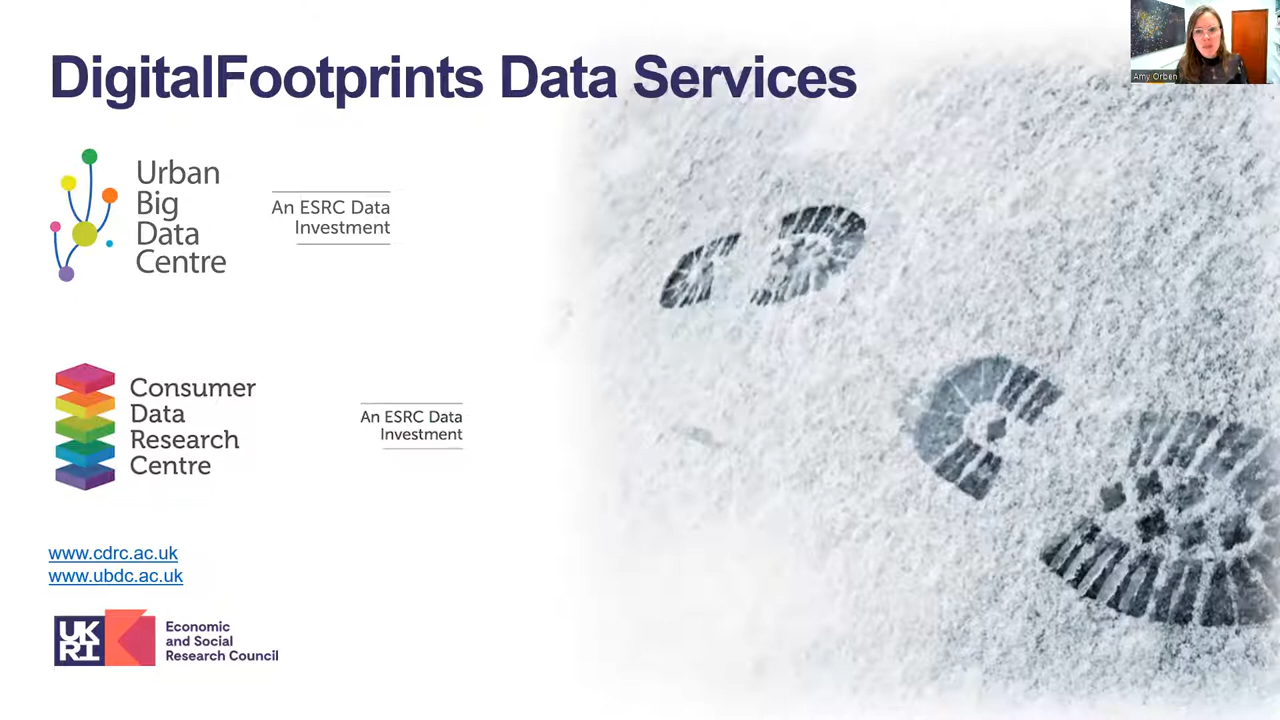 DigitalFootprints Data Services
Amy Orben
Urban
Big
Data
Centre
An ESRC Data
Investment
Consumer
Data
Research
Centre
An ESRC Data
Investment
www.cdrc.ac.uk
www.ubdc.ac.uk
UK
RI
Economic
and Social
Research Council